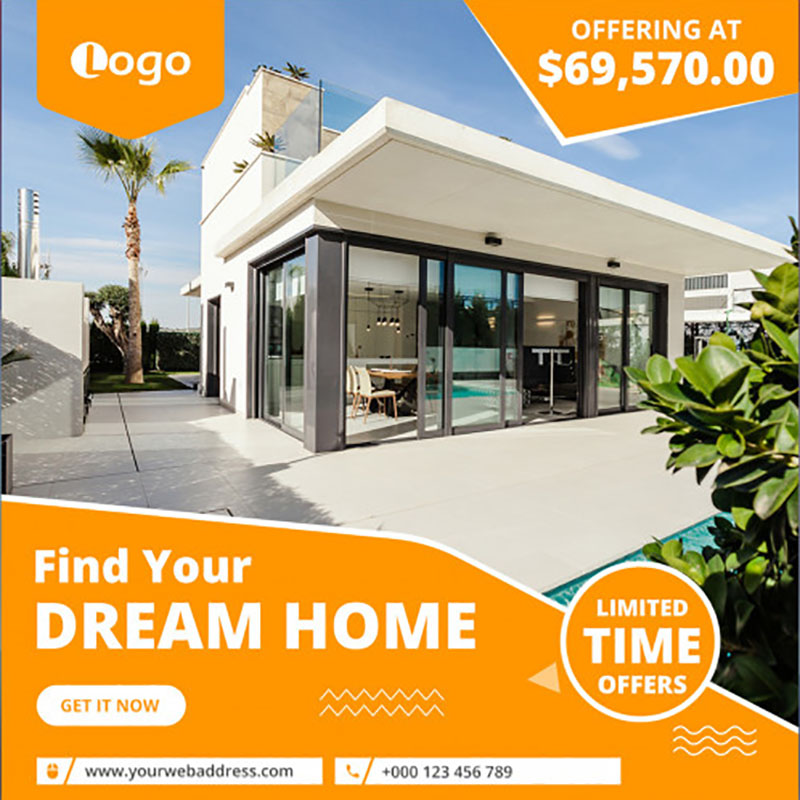 Logo
OFFERING AT
$69,570.00
Find Your
DREAM HOME
LIMITED
TIME
OFFERS
GET IT NOW
www.yourwebaddress.com
+000 123 456 789